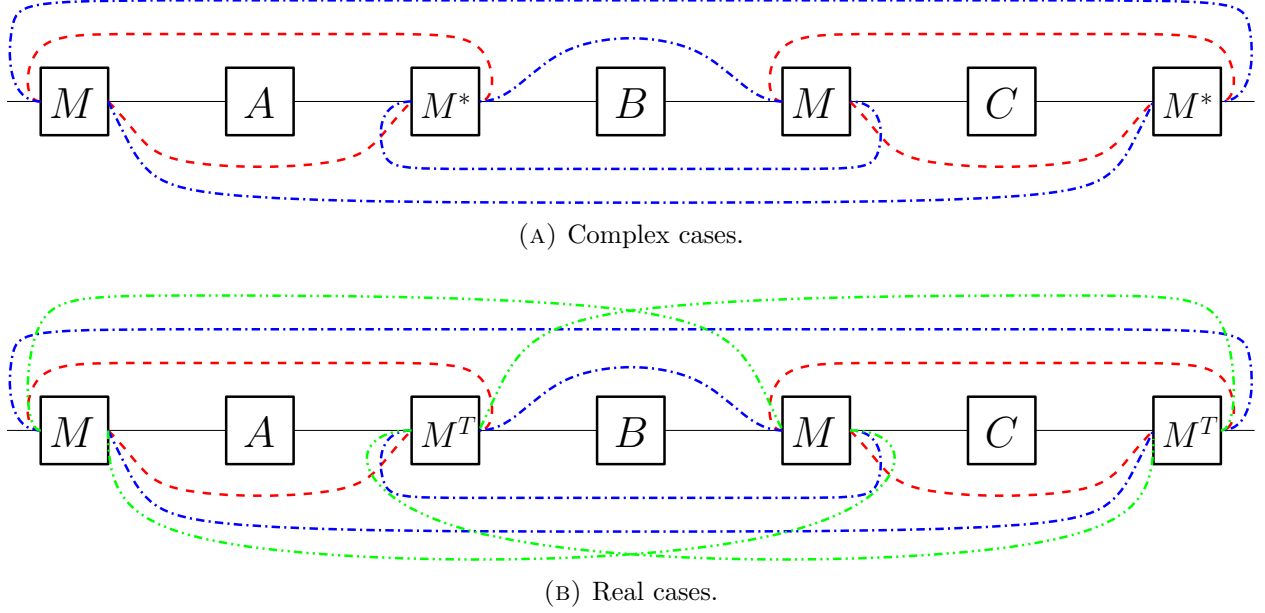 M A M* B M C M*
(A) Complex cases.
M A M^T B M C M^T
(B) Real cases.